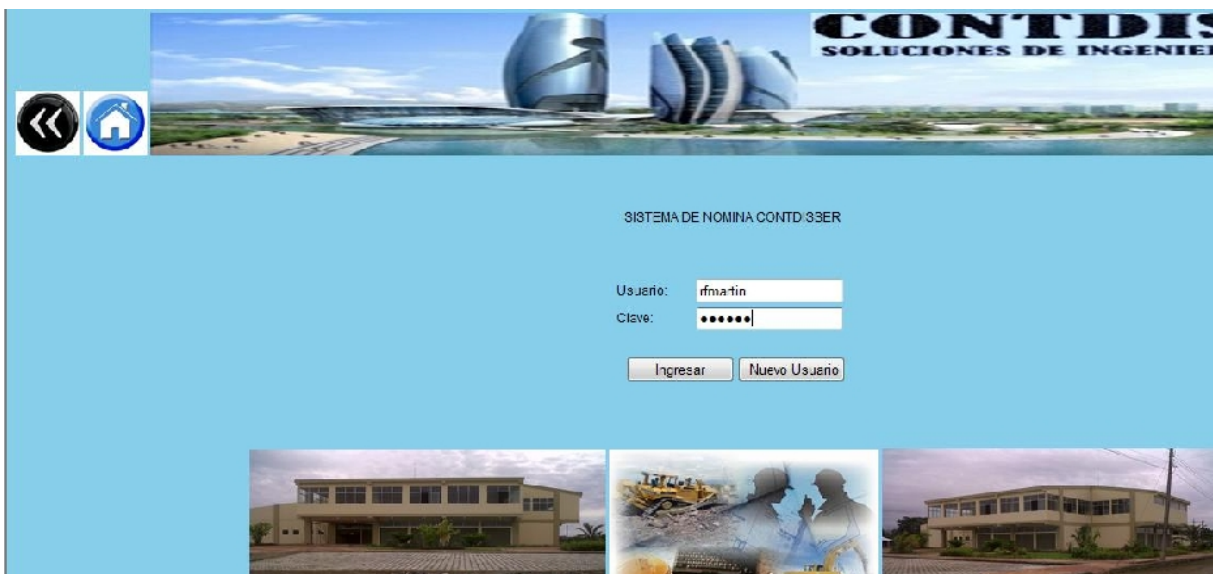 CONTDIS
SOLUCIONES DE INGENIE
SISTEMA DE NOMINA CONTDISSER
Usuario: rfmartin
Clave: ●●●●●●
Ingresar Nuevo Usuario